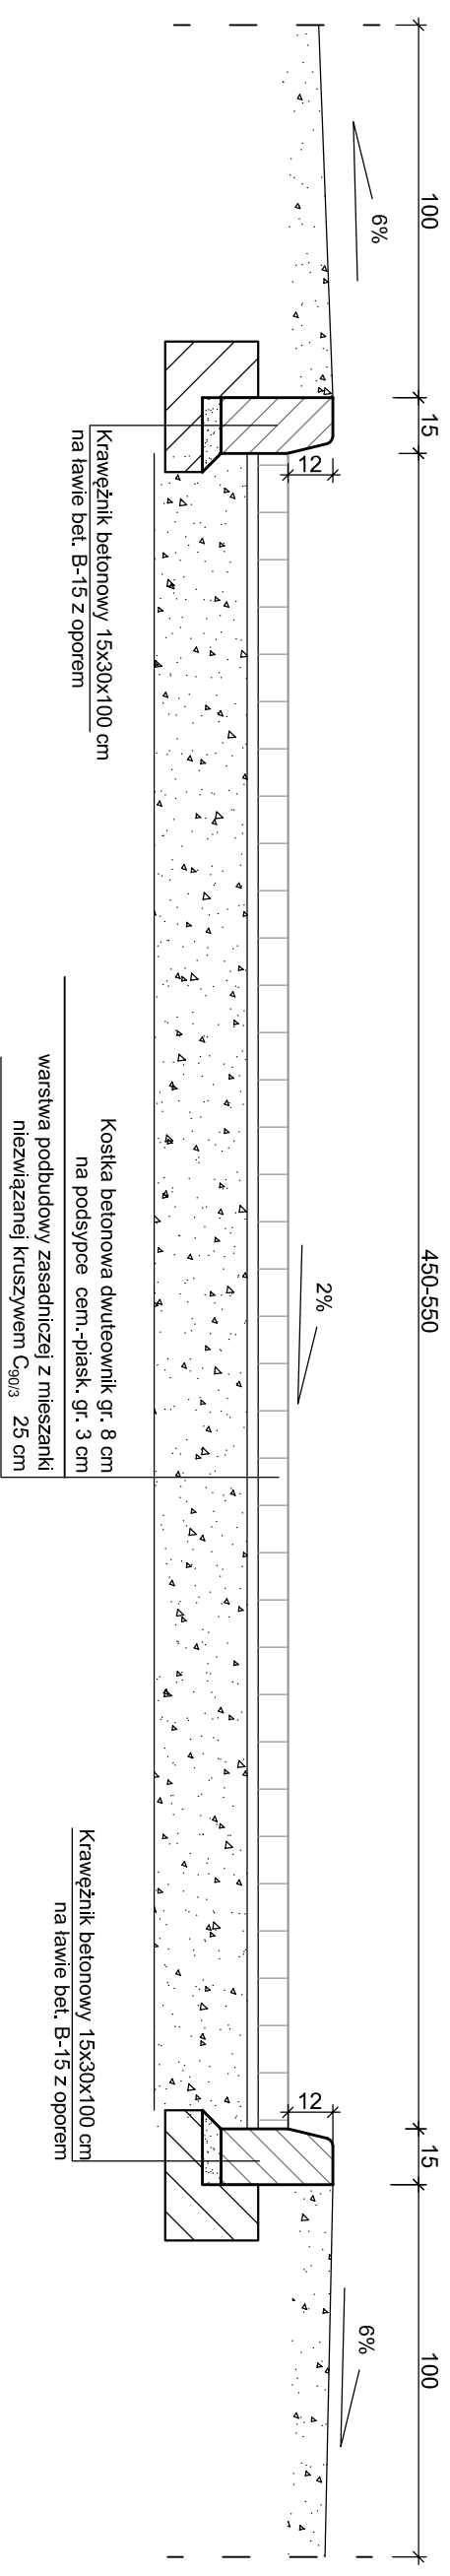 100
15
450-550
15
100
6%
12
2%
12
6%
Krawężnik betonowy 15x30x100 cm
na ławie bet. B-15 z oporem
Kostka betonowa dwuteownik gr. 8 cm
na podsypce cem.-piask. gr. 3 cm
warstwa podbudowy zasadniczej z mieszanki
niezwiązanej kruszywem C90/3 25 cm
Krawężnik betonowy 15x30x100 cm
na ławie bet. B-15 z oporem